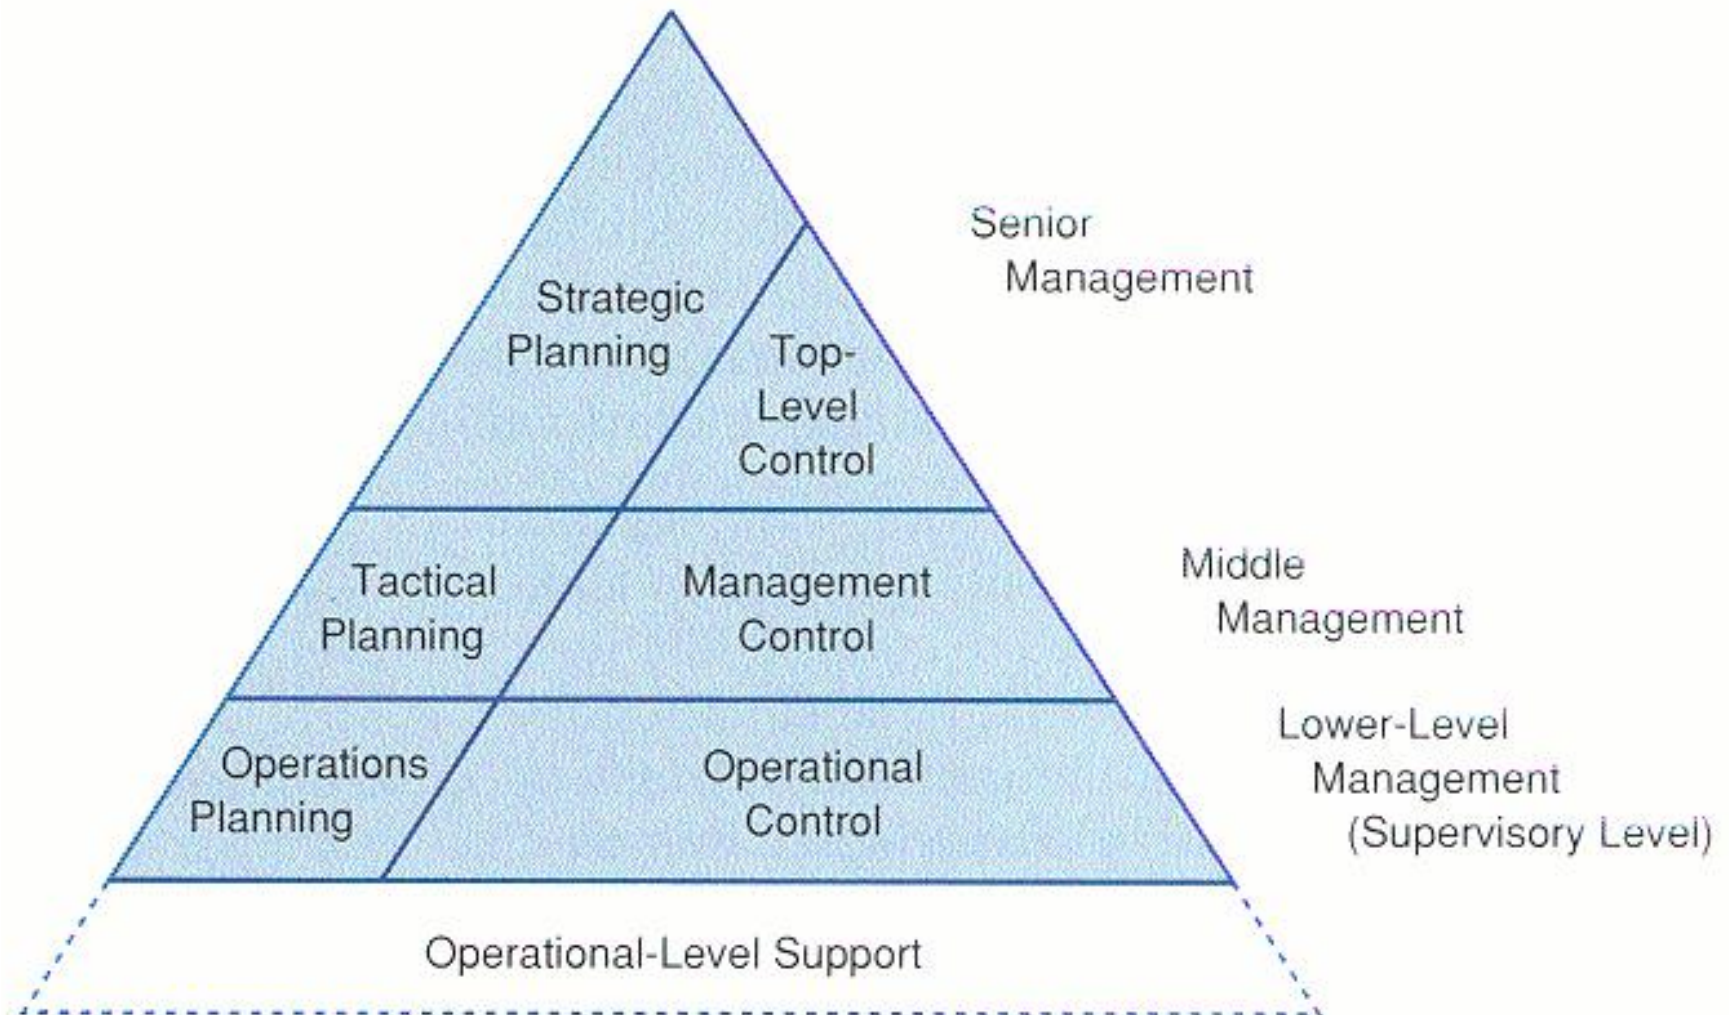 Senior
Management
Strategic
Planning
Top-
Level
Control
Middle
Management
Tactical
Planning
Management
Control
Lower-Level
Management
(Supervisory Level)
Operations
Planning
Operational
Control
Operational-Level Support